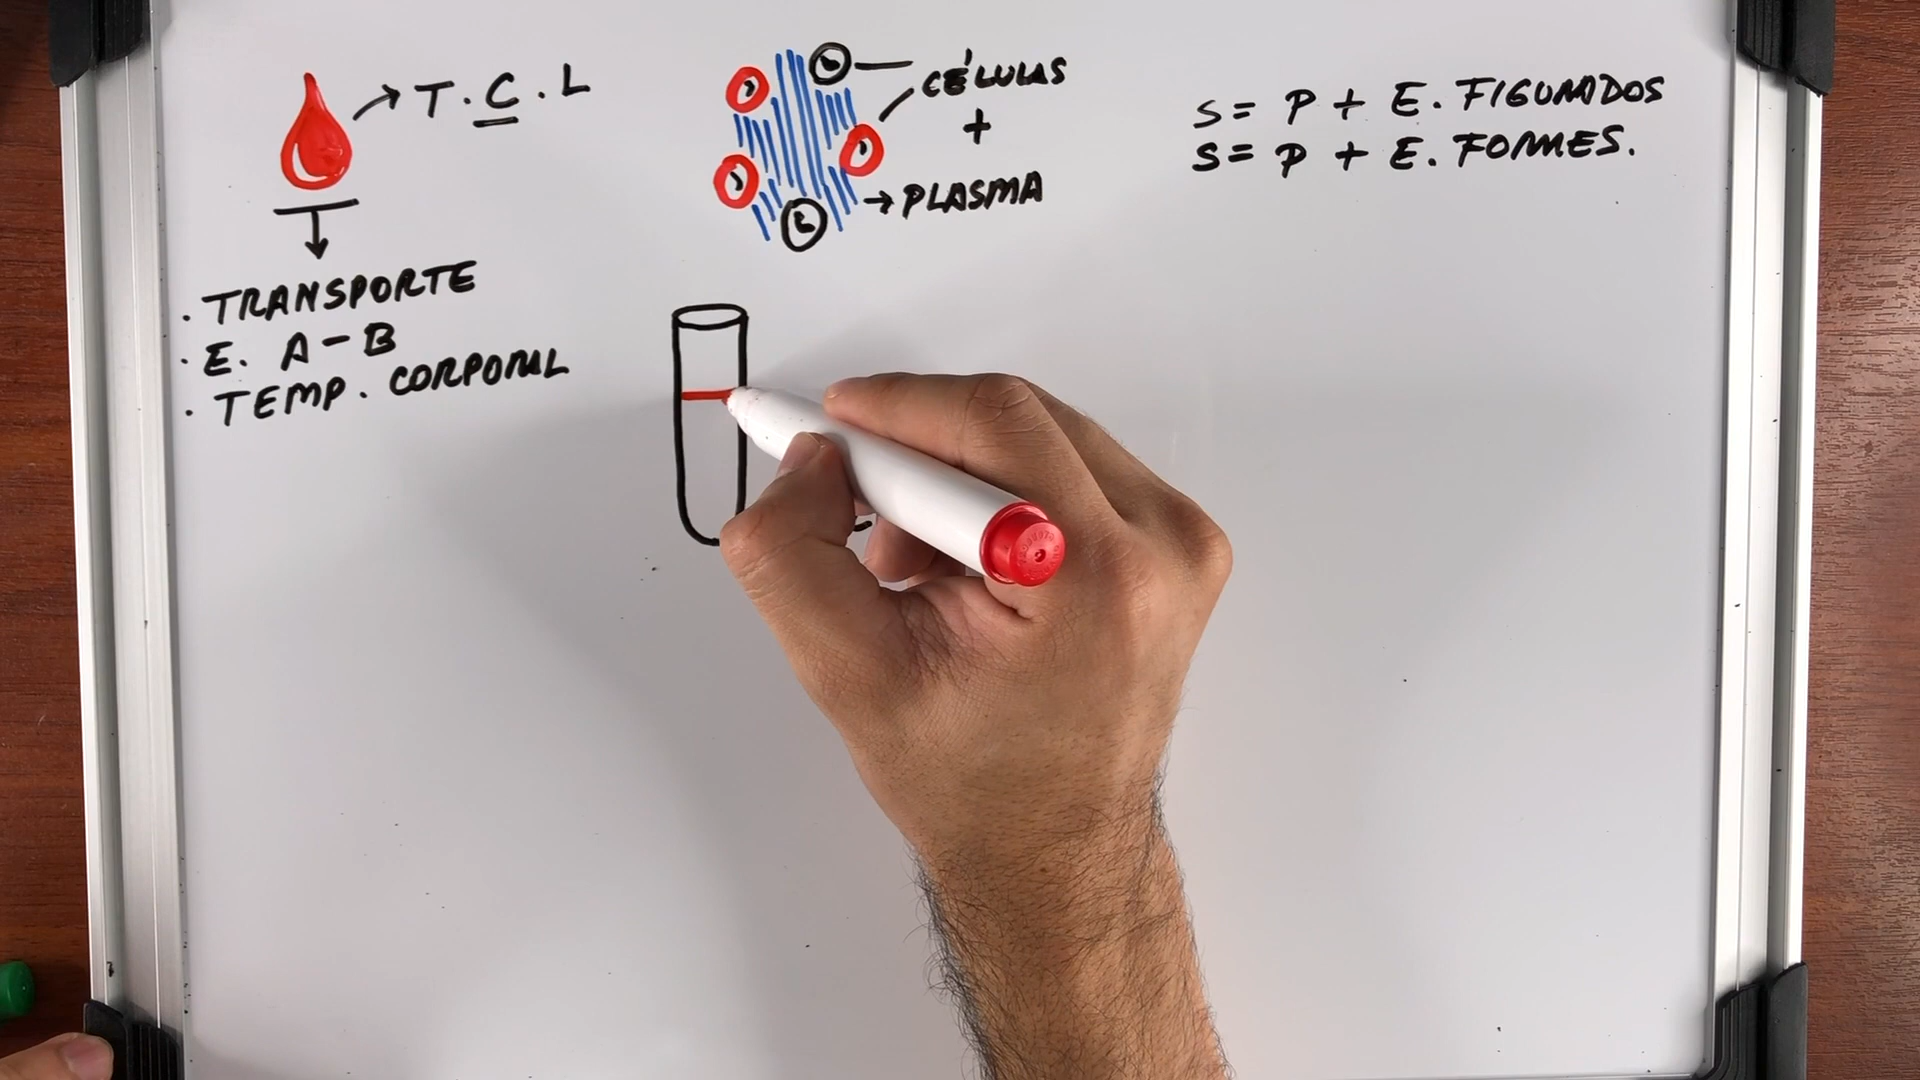 T.C.L
. TRANSPORTE
. E. A-B
. TEMP. CORPORAL
CÉLULAS
+
→ PLASMA
S= P + E. FIGURADOS
S= P + E. FORMES.